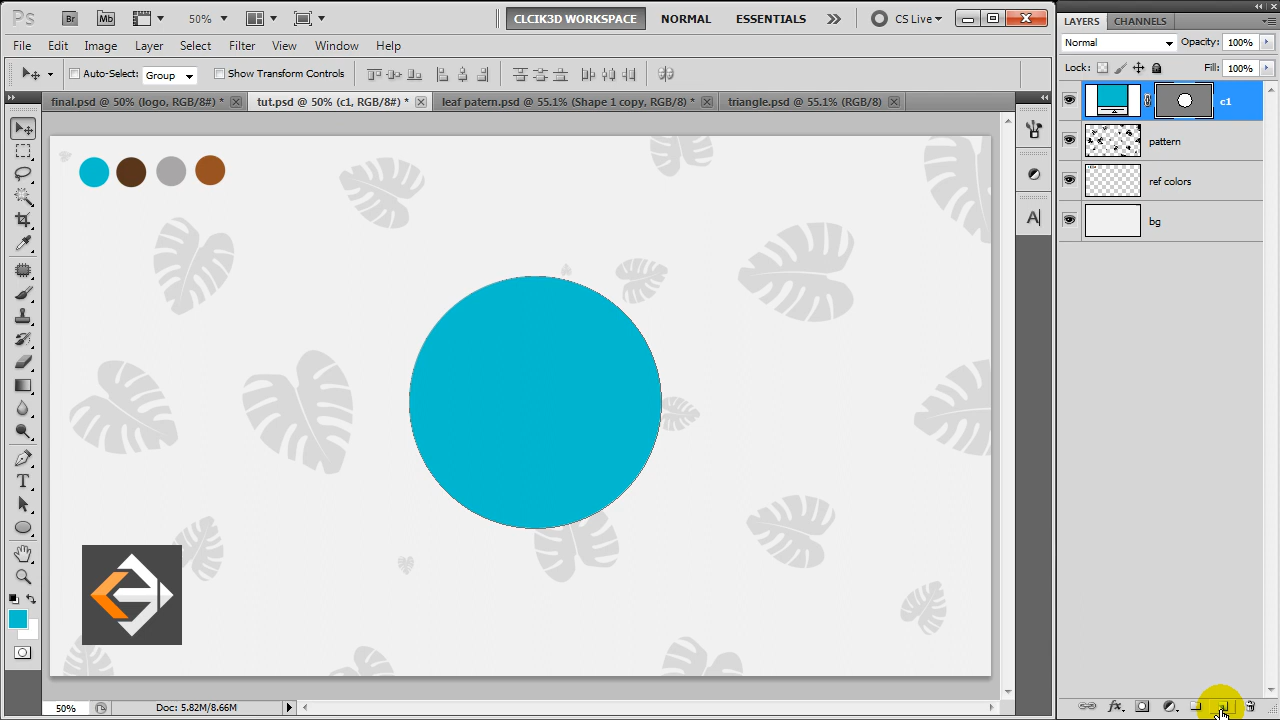 Ps Br Mb 50% CLCIK3D WORKSPACE NORMAL ESSENTIALS CS Live
File Edit Image Layer Select Filter View Window Help
Auto-Select: Group Show Transform Controls
final.psd @ 50% (logo, RGB/8#) * tut.psd @ 50% (c1, RGB/8#) * leaf patern.psd @ 55.1% (Shape 1 copy, RGB/8) * triangle.psd @ 55.1% (RGB/8)
LAYERS CHANNELS
Normal Opacity: 100%
Lock: Fill: 100%
c1
pattern
ref colors
bg
A
T
50% Doc: 5.82M/8.66M
fx